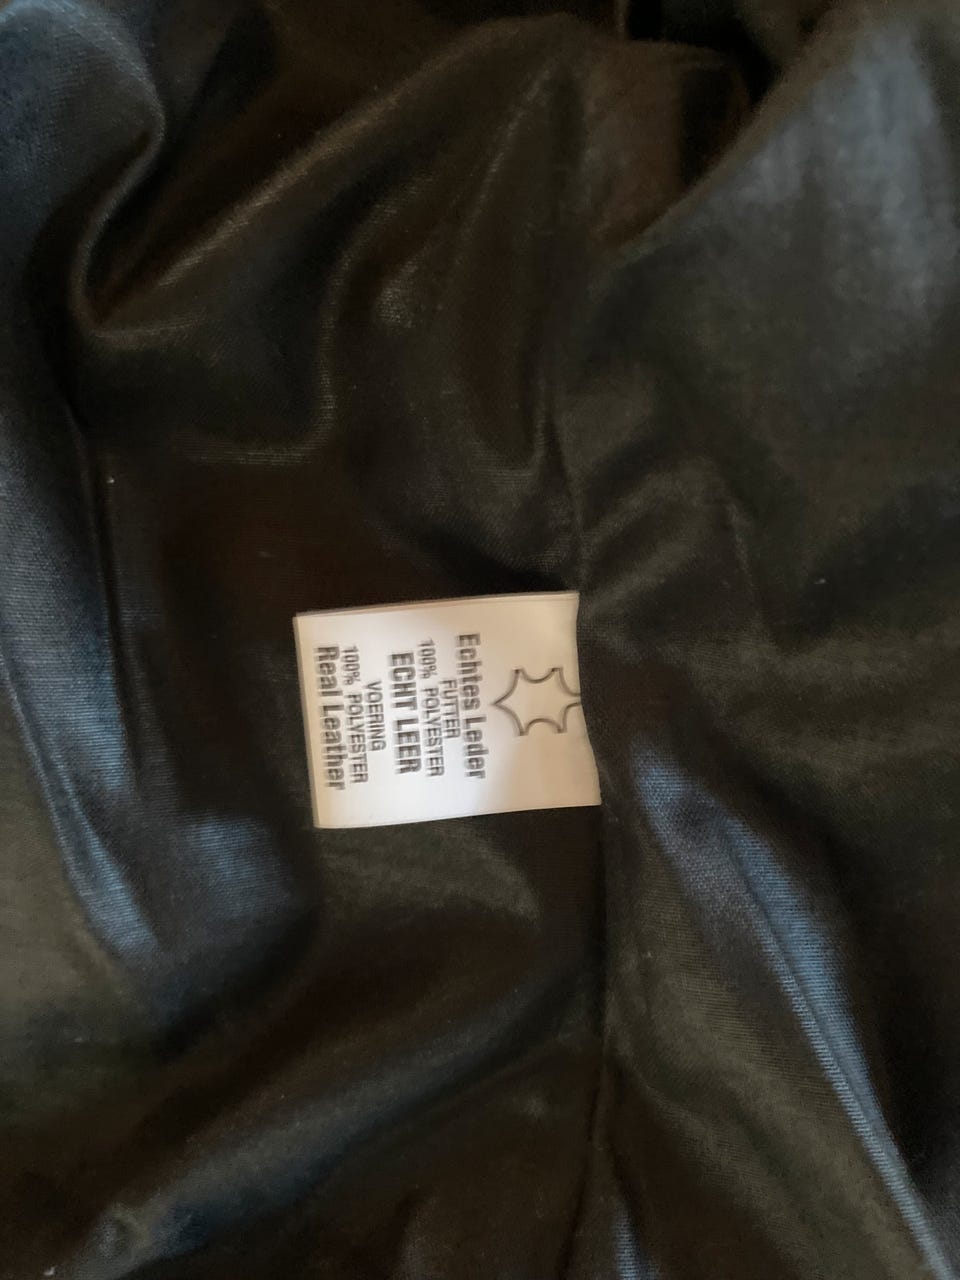 Echtes Leder
FUTTER
100% POLYESTER
ECHT LEER
VOERING
100% POLYESTER
Real Leather